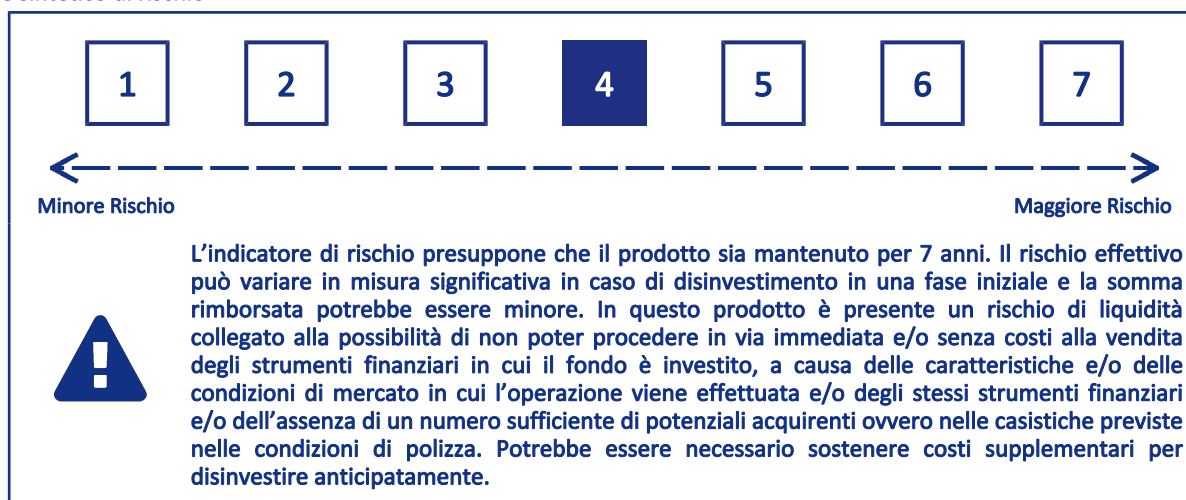 1 2 3 4 5 6 7
Minore Rischio Maggiore Rischio
L'indicatore di rischio presuppone che il prodotto sia mantenuto per 7 anni. Il rischio effettivo
può variare in misura significativa in caso di disinvestimento in una fase iniziale e la somma
rimborsata potrebbe essere minore. In questo prodotto è presente un rischio di liquidità
collegato alla possibilità di non poter procedere in via immediata e/o senza costi alla vendita
degli strumenti finanziari in cui il fondo è investito, a causa delle caratteristiche e/o delle
condizioni di mercato in cui l'operazione viene effettuata e/o degli stessi strumenti finanziari
e/o dell'assenza di un numero sufficiente di potenziali acquirenti ovvero nelle casistiche previste
nelle condizioni di polizza. Potrebbe essere necessario sostenere costi supplementari per
disinvestire anticipatamente.